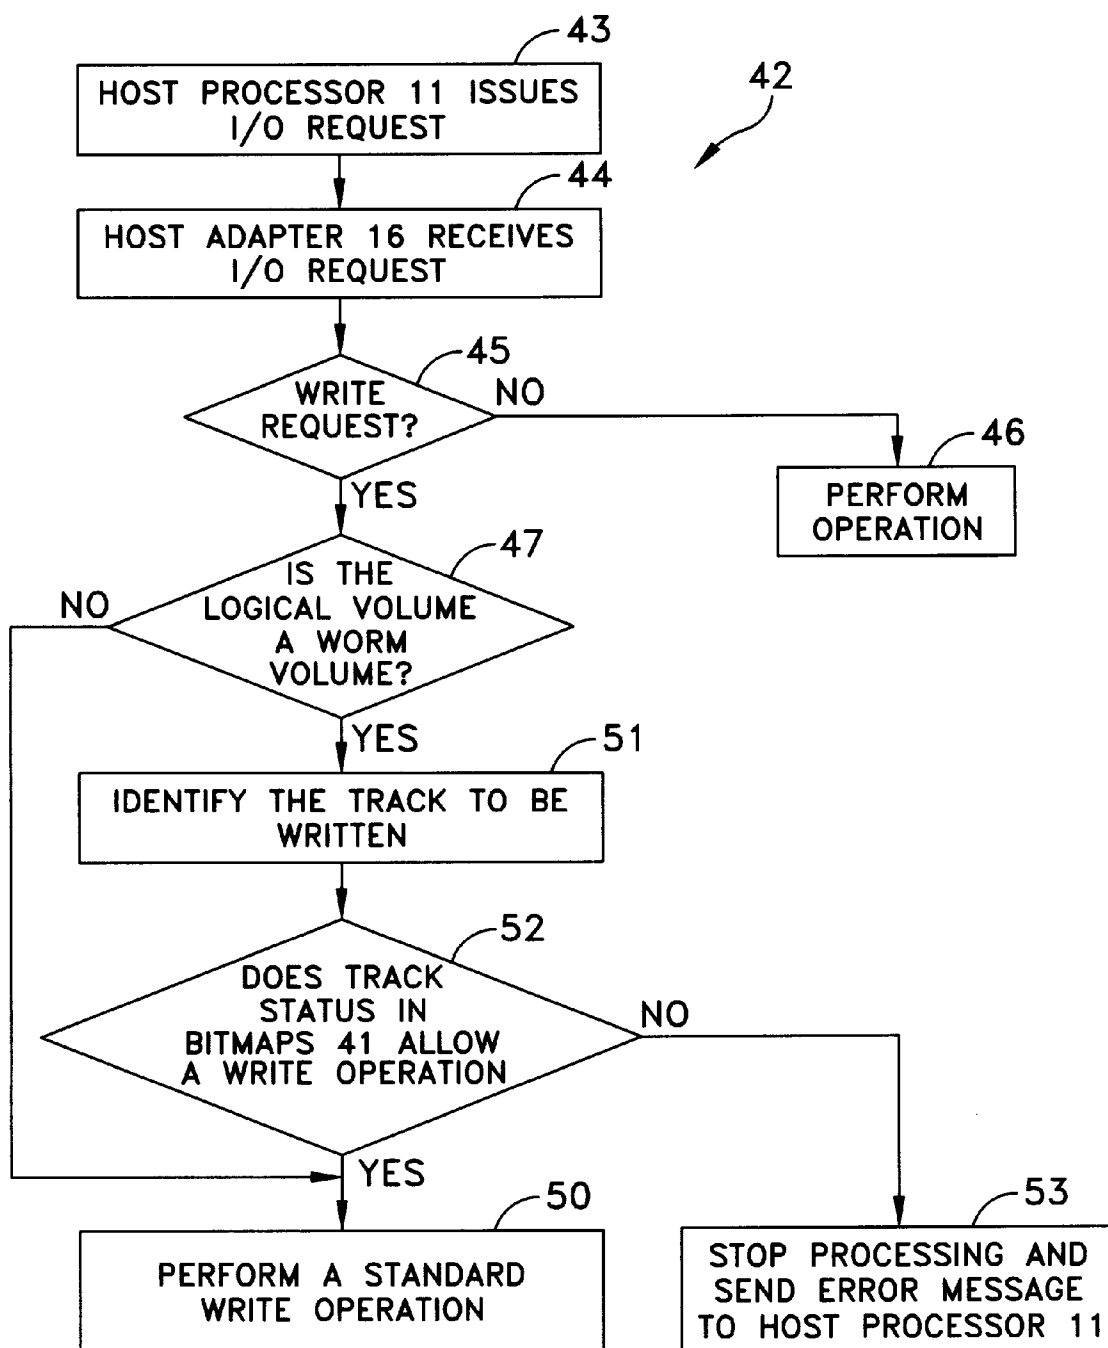 43
HOST PROCESSOR 11 ISSUES
I/O REQUEST
42
44
HOST ADAPTER 16 RECEIVES
I/O REQUEST
45
WRITE
REQUEST?
NO
46
PERFORM
OPERATION
YES
47
IS THE
LOGICAL VOLUME
A WORM
VOLUME?
NO
YES
51
IDENTIFY THE TRACK TO BE
WRITTEN
52
DOES TRACK
STATUS IN
BITMAPS 41 ALLOW
A WRITE OPERATION
NO
YES
50
PERFORM A STANDARD
WRITE OPERATION
53
STOP PROCESSING AND
SEND ERROR MESSAGE
TO HOST PROCESSOR 11